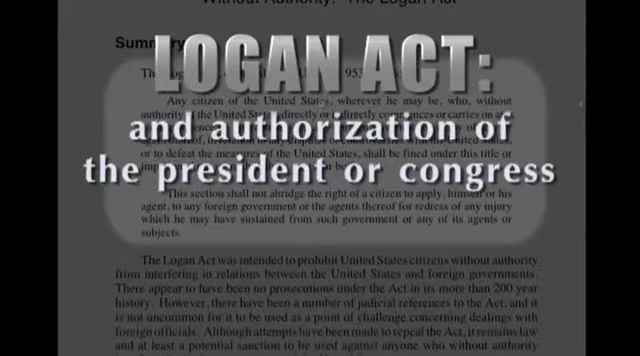 Without Authority: The Logan Act
LOGAN ACT:
Summary
and authorization of
the president or congress
Any citizen of the United States, wherever he may be, who, without
or to defeat the measures of the United States, shall be fined under this title or
This section shall not abridge the right of a citizen to apply, himself or his
agent, to any foreign government or the agents thereof for redress of any injury
which he may have sustained from such government or any of its agents or
subjects.
The Logan Act was intended to prohibit United States citizens without authority
from interfering in relations between the United States and foreign governments.
There appear to have been no prosecutions under the Act in its more than 200 year
history. However, there have been a number of judicial references to the Act, and it
is not uncommon for it to be used as a point of challenge concerning dealings with
foreign officials. Although attempts have been made to repeal the Act, it remains law
and at least a potential sanction to be used against anyone who without authority